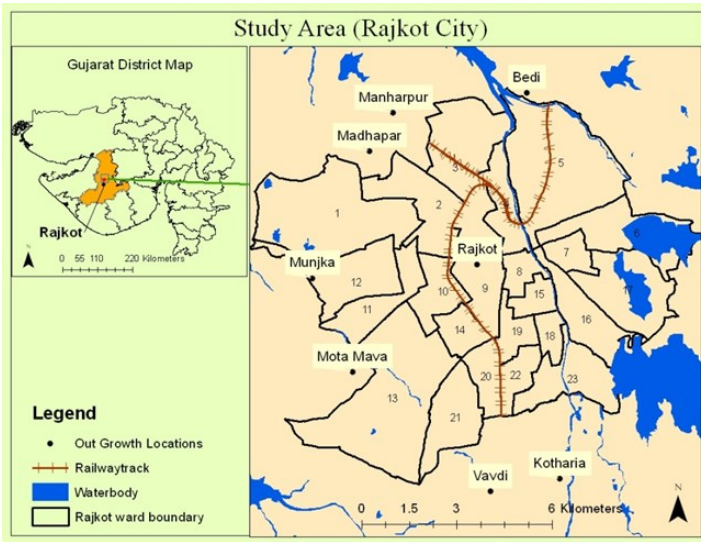 Study Area (Rajkot City)
Gujarat District Map
Rajkot
N
0 55 110 220 Kilometers
Legend
Out Growth Locations
Railwaytrack
Waterbody
Rajkot ward boundary
Bedi
Manharpur
Madhapar
3
5
1
2
6
Rajkot
7
Munjka
8
17
12
10
9
15
11
16
14
19
18
Mota Mava
20
22
23
13
21
Kotharia
Vavdi
N
0 1.5 3 6 Kilometers